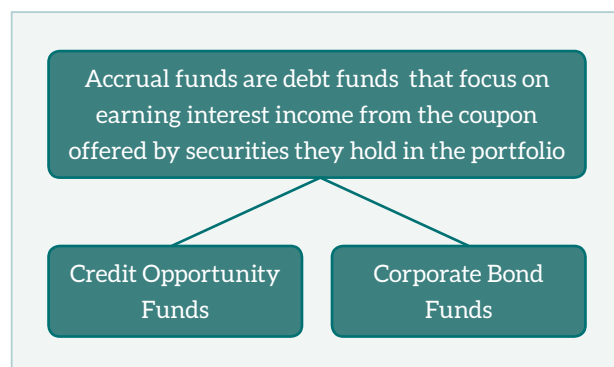 Accrual funds are debt funds  that focus on
earning interest income from the coupon
offered by securities they hold in the portfolio
Credit Opportunity
Funds
Corporate Bond
Funds